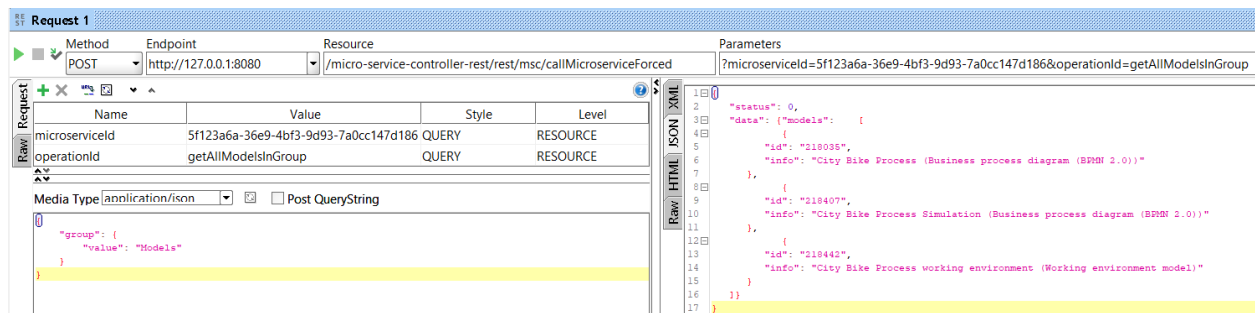 REST Request 1
Method Endpoint Resource Parameters
POST http://127.0.0.1:8080 /micro-service-controller-rest/rest/msc/callMicroserviceForced ?microserviceId=5f123a6a-36e9-4bf3-9d93-7a0cc147d186&operationId=getAllModelsInGroup
Request
Raw
Name Value Style Level
microserviceId 5f123a6a-36e9-4bf3-9d93-7a0cc147d186 QUERY RESOURCE
operationId getAllModelsInGroup QUERY RESOURCE
Media Type application/json Post QueryString
{
"group": {
"value": "Models"
}
}
XML
JSON
HTML
Raw
1 {
2 "status": 0,
3 "data": {"models": [
4 {
5 "id": "218035",
6 "info": "City Bike Process (Business process diagram (BPMN 2.0))"
7 },
8 {
9 "id": "218407",
10 "info": "City Bike Process Simulation (Business process diagram (BPMN 2.0))"
11 },
12 {
13 "id": "218442",
14 "info": "City Bike Process working environment (Working environment model)"
15 }
16 ]}
17 }